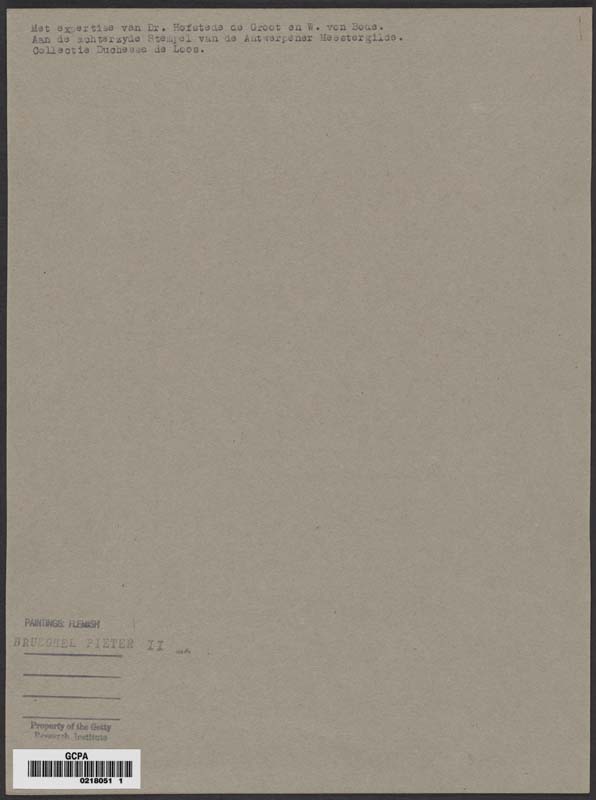 Met expertise van Dr. Hofstede de Groot en W. von Bode.
Aan de achterzyde Stempel van de Antwerpener Meestergilde.
Collectie Duchesse de Loos.
PAINTINGS: FLEMISH
BRUEGHEL PIETER II
Property of the Getty
Research Institute
GCPA
0218051 1